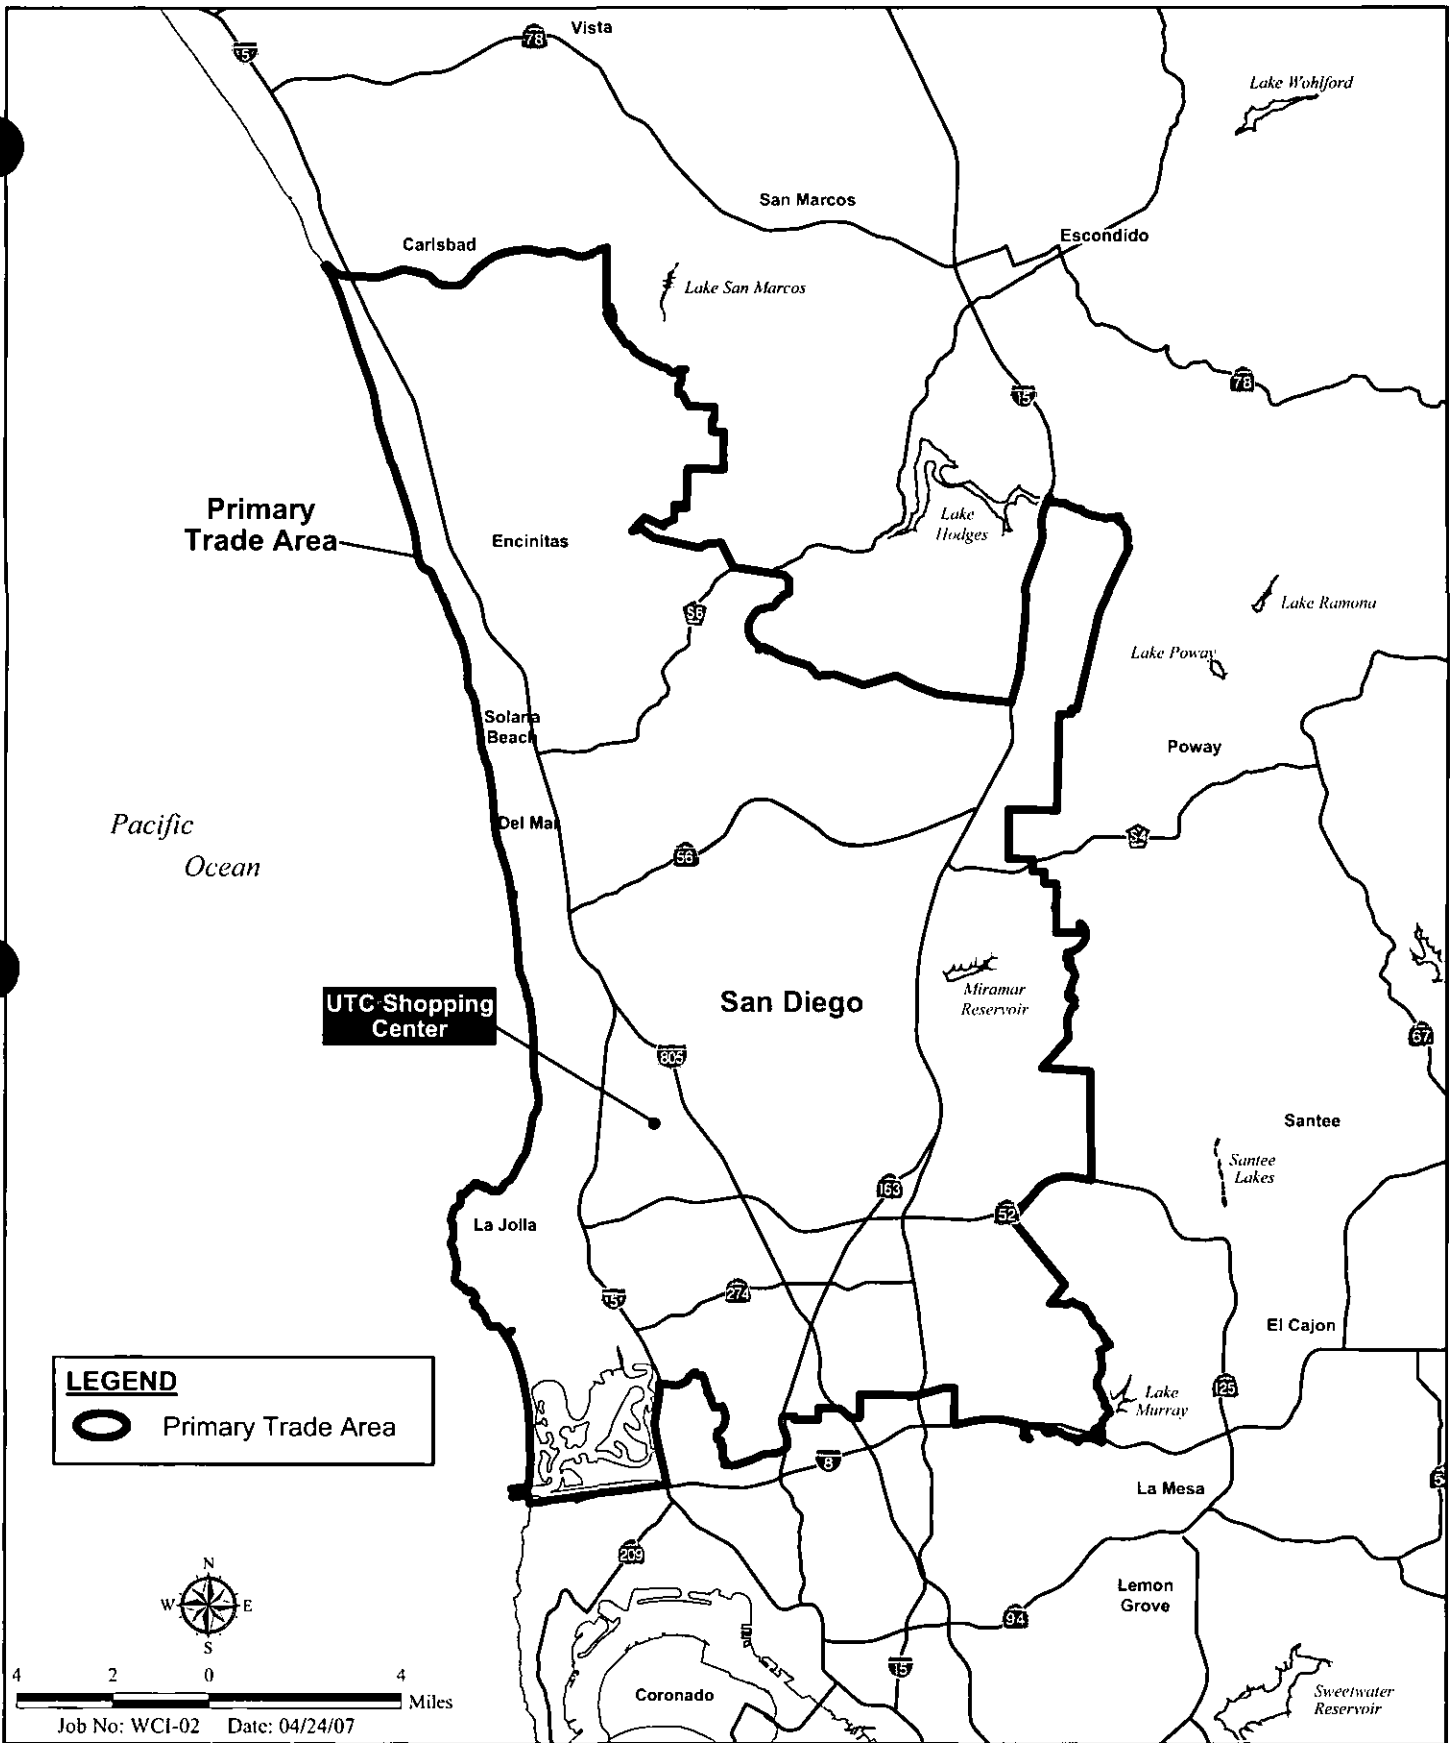 5
78
Vista
Lake Wohlford
San Marcos
Escondido
Carlsbad
Lake San Marcos
78
15
Primary
Trade Area
Encinitas
Lake
Hodges
S6
Lake Ramona
Lake Poway
Solana
Beach
Poway
Pacific
Ocean
Del Mar
56
S4
UTC Shopping
Center
San Diego
Miramar
Reservoir
805
67
Santee
Santee
Lakes
163
52
La Jolla
5
274
El Cajon
LEGEND
Primary Trade Area
Lake
Murray
125
8
La Mesa
209
N
W
E
S
Lemon
Grove
94
15
Coronado
Sweetwater
Reservoir
4 2 0 4
Miles
Job No: WCI-02 Date: 04/24/07